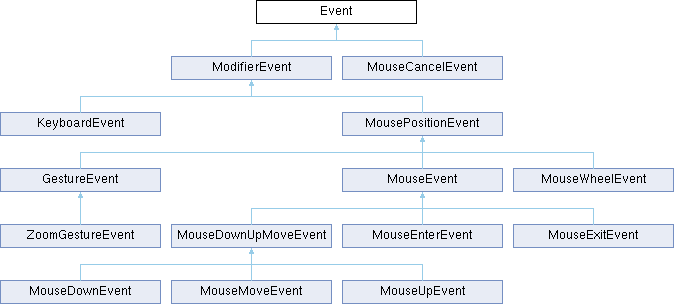 Event
ModifierEvent
MouseCancelEvent
KeyboardEvent
MousePositionEvent
GestureEvent
MouseEvent
MouseWheelEvent
ZoomGestureEvent
MouseDownUpMoveEvent
MouseEnterEvent
MouseExitEvent
MouseDownEvent
MouseMoveEvent
MouseUpEvent